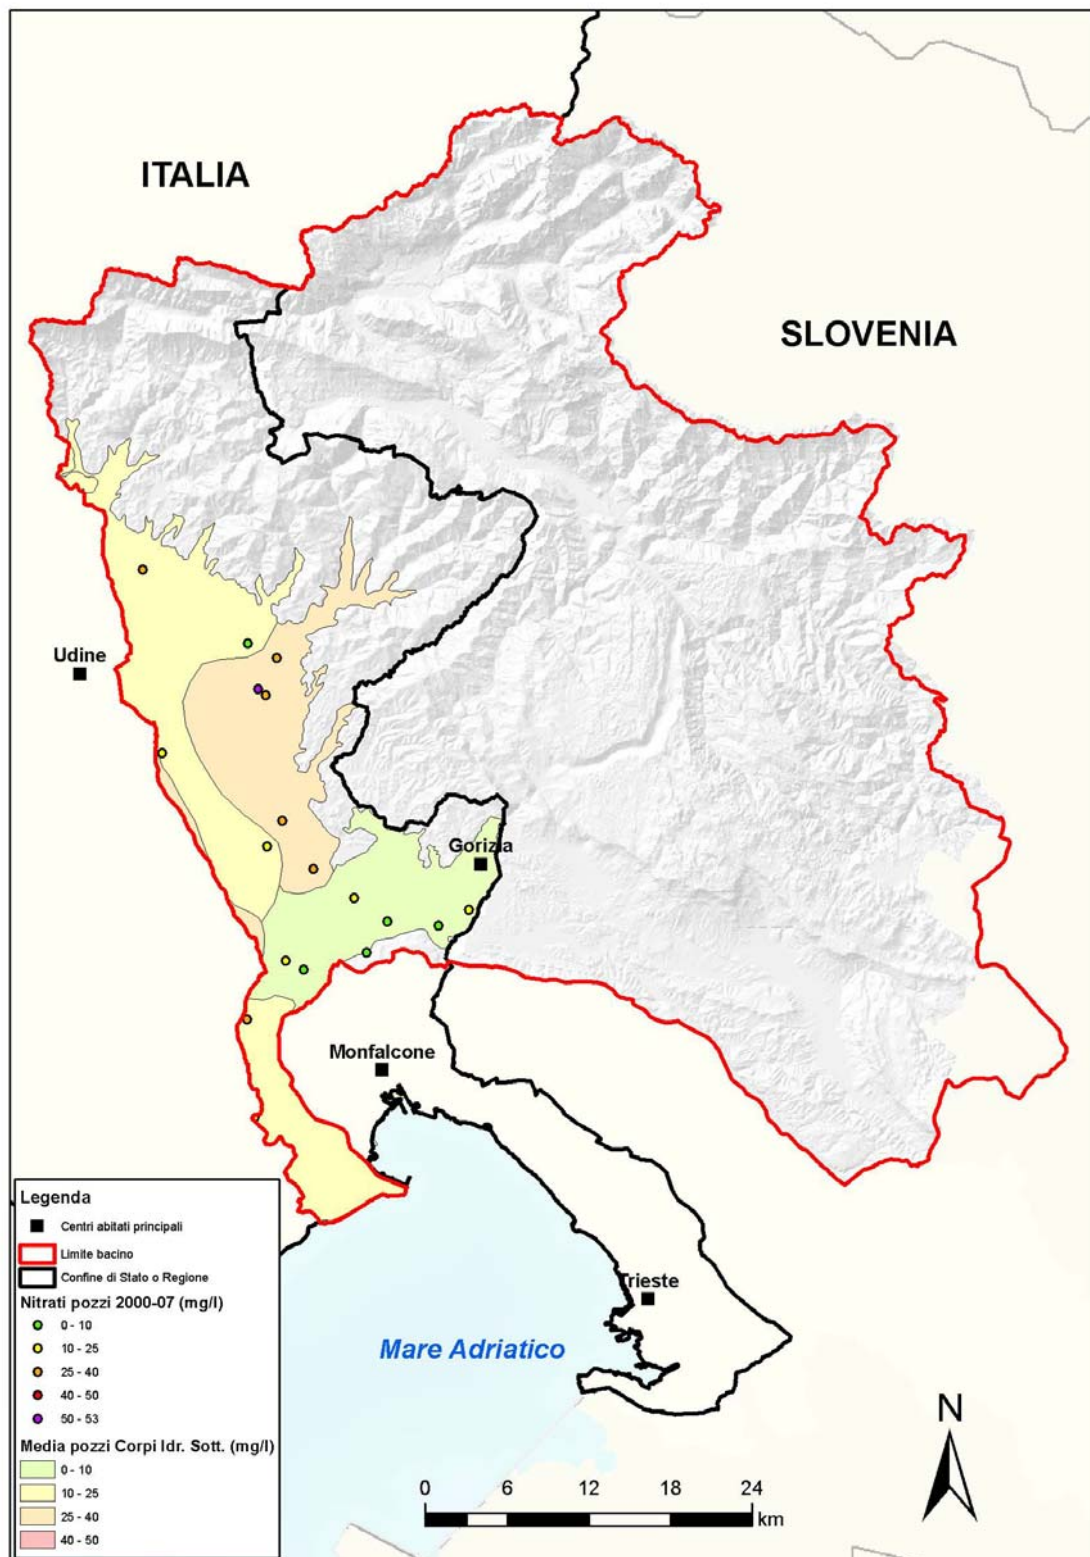 ITALIA
SLOVENIA
Udine
Gorizia
Monfalcone
Trieste
Mare Adriatico
Legenda
Centri abitati principali
Limite bacino
Confine di Stato o Regione
Nitrati pozzi 2000-07 (mg/l)
0 - 10
10 - 25
25 - 40
40 - 50
50 - 53
Media pozzi Corpi Idr. Sott. (mg/l)
0 - 10
10 - 25
25 - 40
40 - 50
N
0 6 12 18 24
km